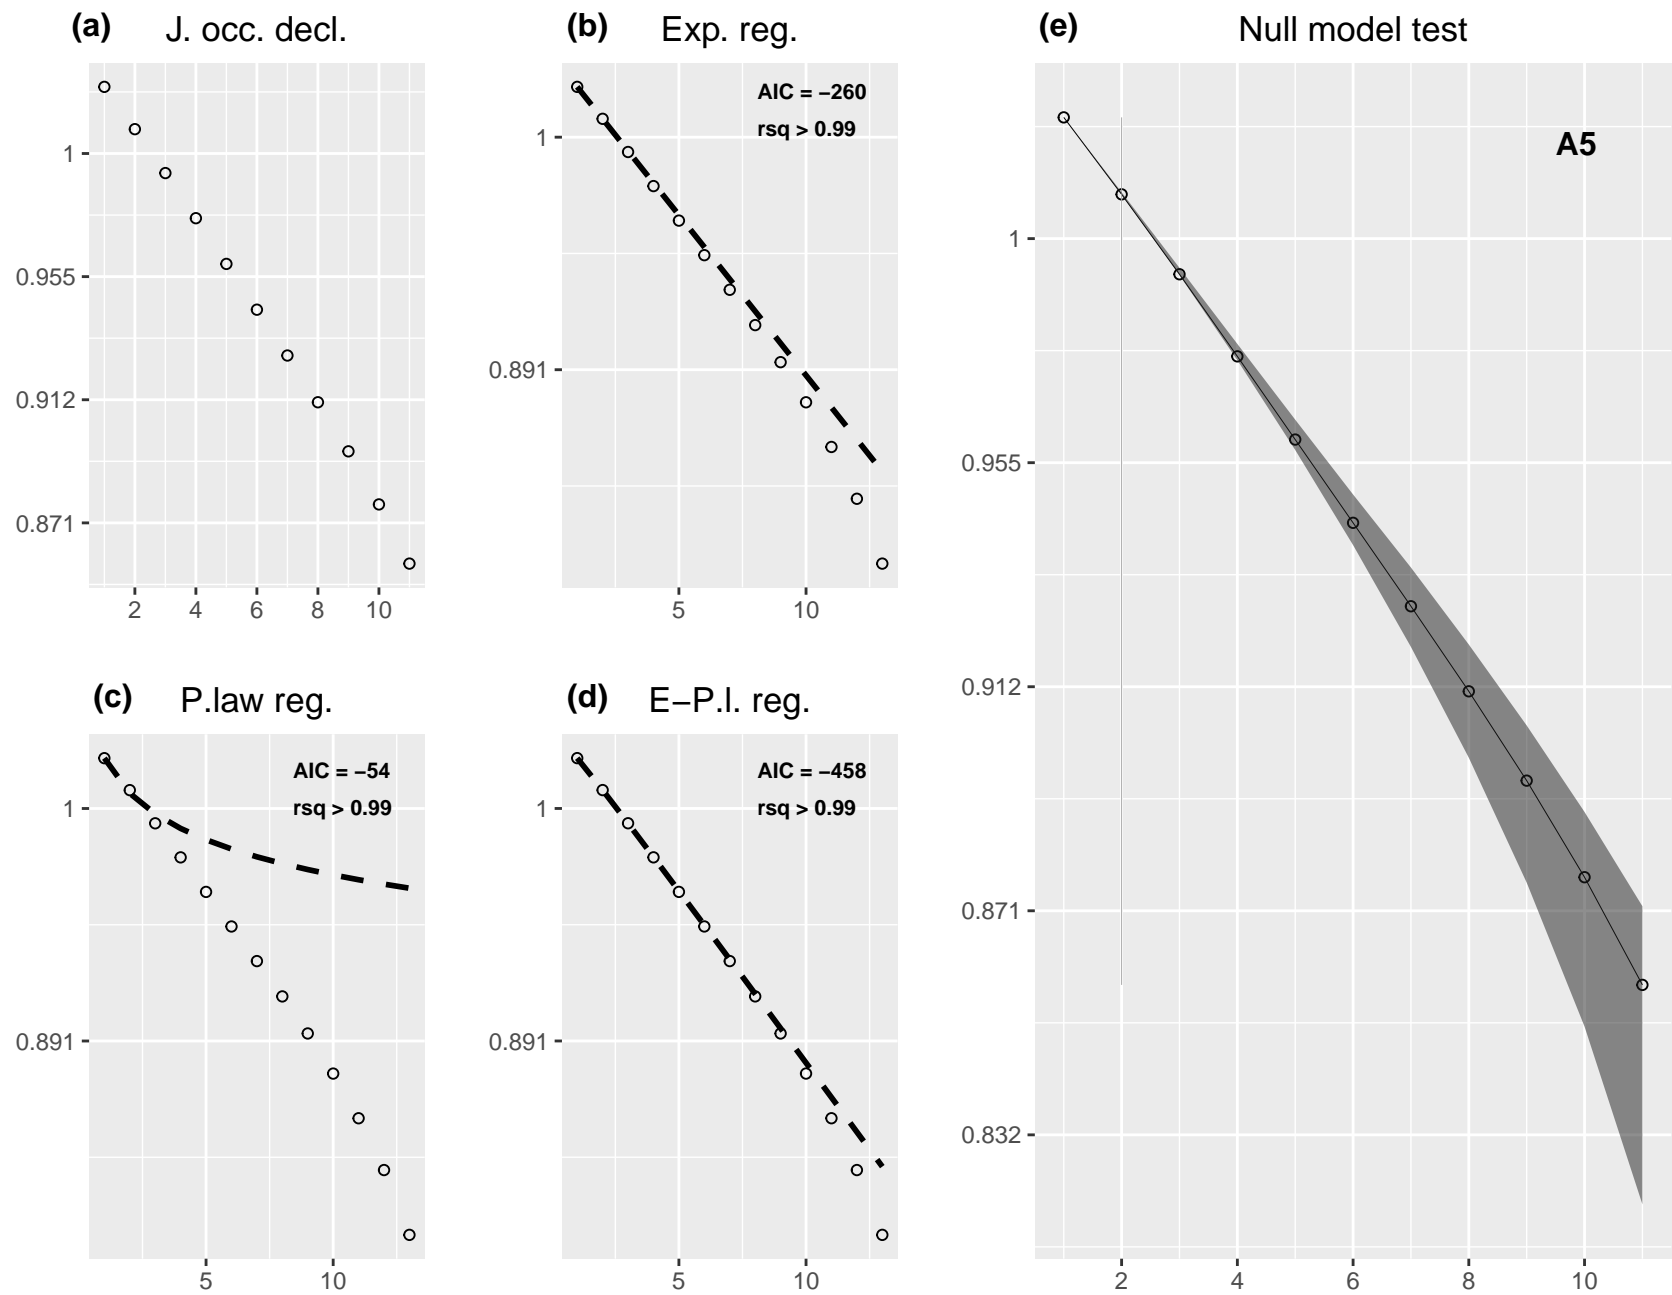 (a) J. occ. decl.
1
0.955
0.912
0.871
2 4 6 8 10
(b) Exp. reg.
AIC = −260
rsq > 0.99
1
0.891
5 10
(c) P.law reg.
AIC = −54
rsq > 0.99
1
0.891
5 10
(d) E−P.l. reg.
AIC = −458
rsq > 0.99
1
0.891
5 10
(e) Null model test
A5
1
0.955
0.912
0.871
0.832
2 4 6 8 10